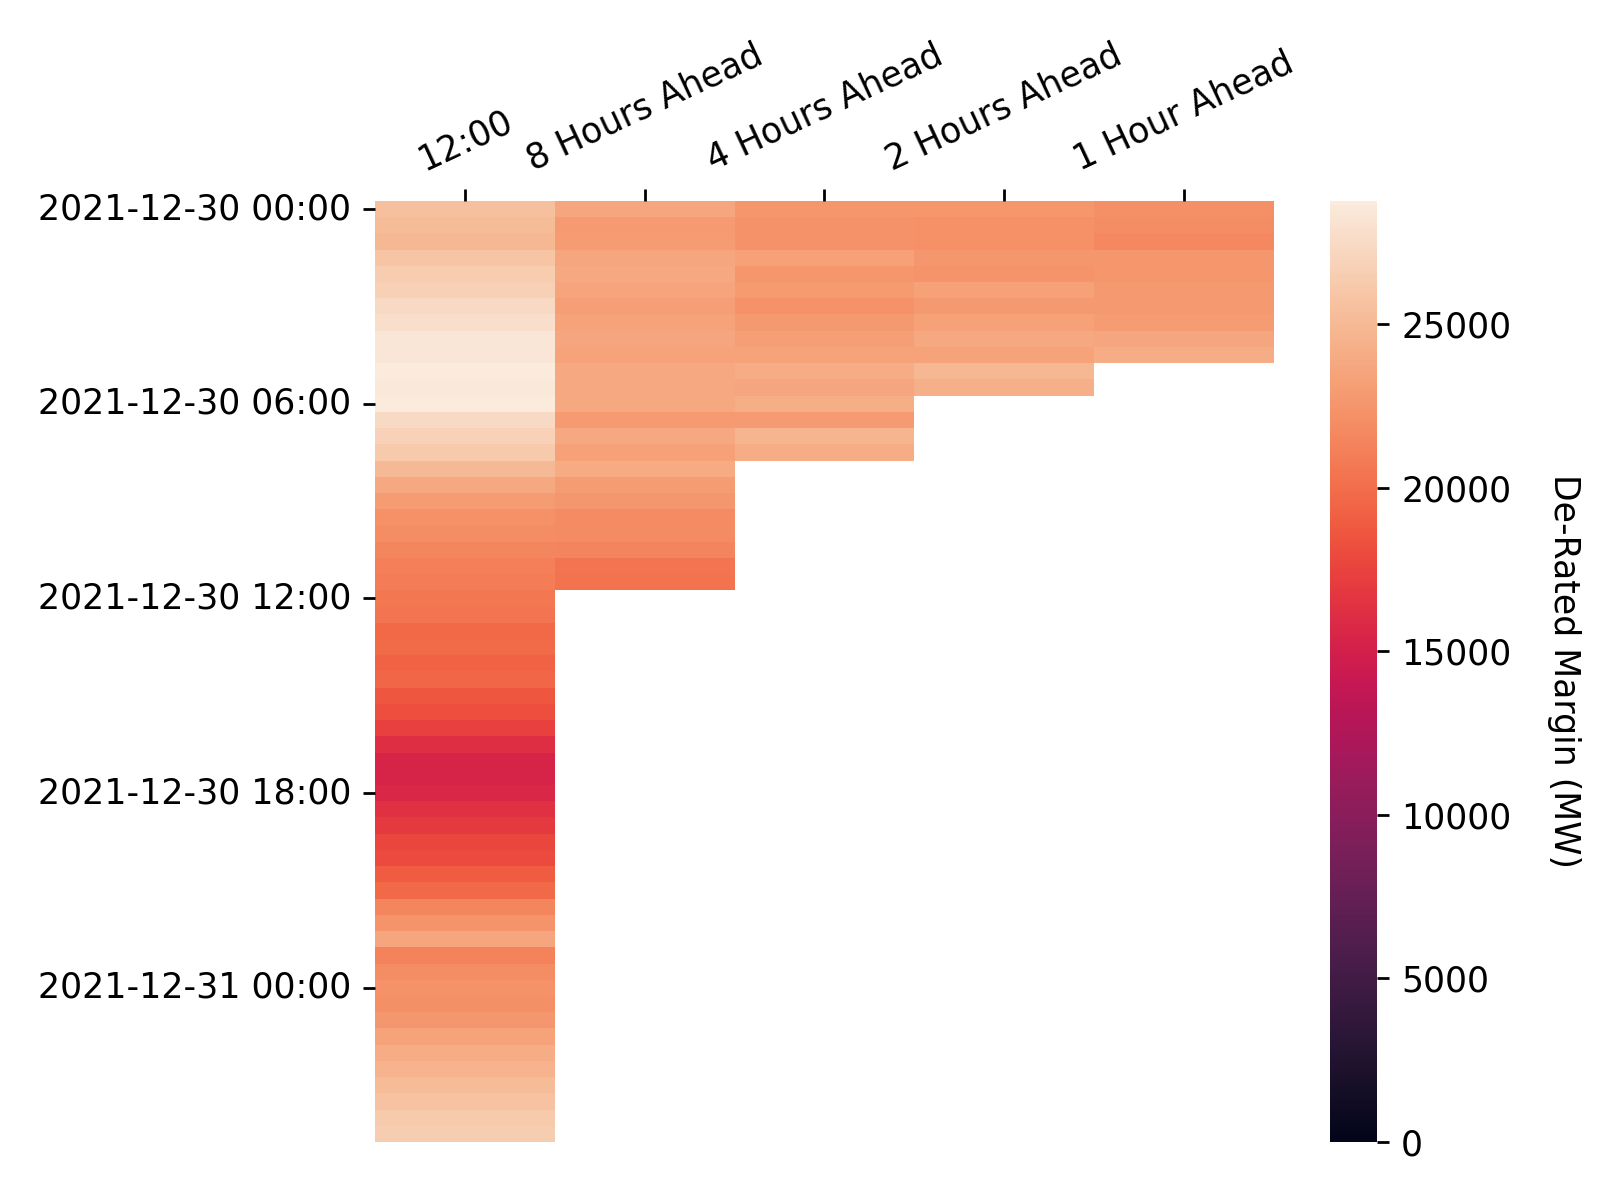 12:00
8 Hours Ahead
4 Hours Ahead
2 Hours Ahead
1 Hour Ahead
2021-12-30 00:00
2021-12-30 06:00
2021-12-30 12:00
2021-12-30 18:00
2021-12-31 00:00
25000
20000
15000
10000
5000
0
De-Rated Margin (MW)